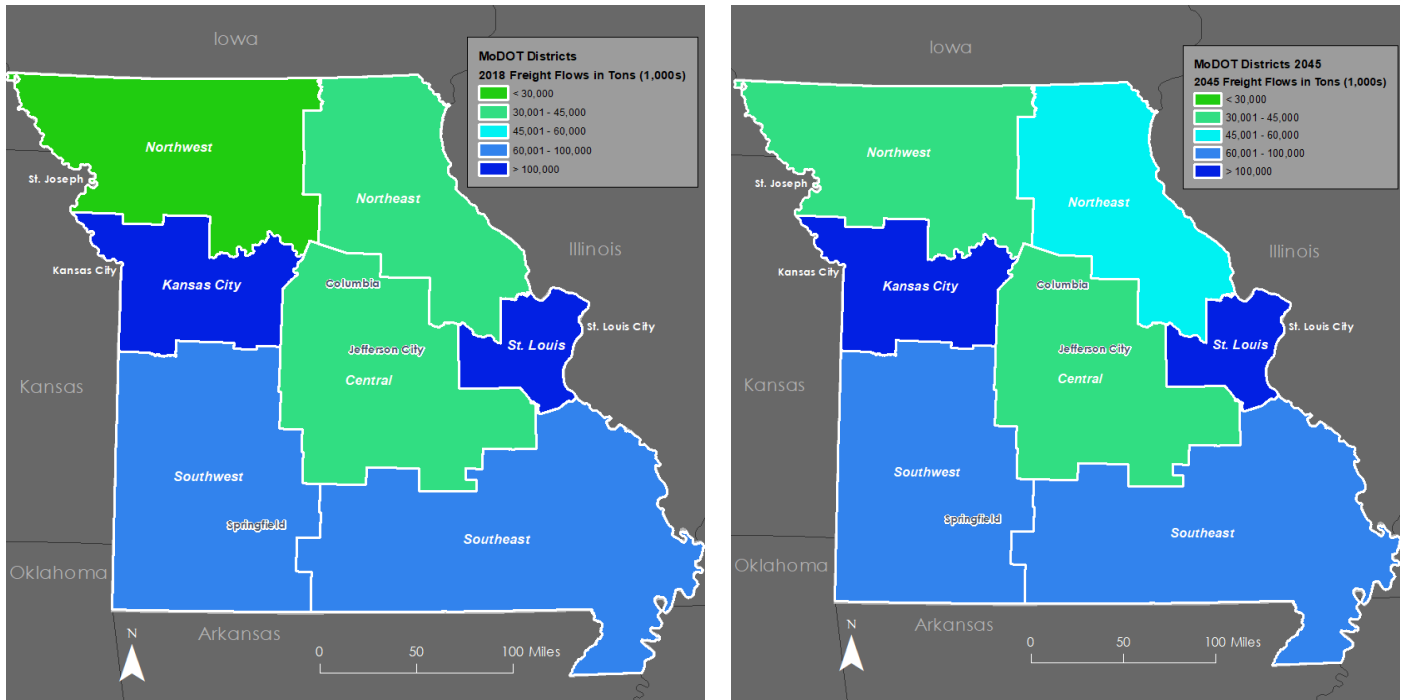 Iowa
MoDOT Districts
2018 Freight Flows in Tons (1,000s)
< 30,000
30,001 - 45,000
45,001 - 60,000
60,001 - 100,000
> 100,000
Northwest
St. Joseph
Northeast
Illinois
Kansas City
Kansas City
Columbia
St. Louis City
St. Louis
Jefferson City
Central
Kansas
Southwest
Springfield
Southeast
Oklahoma
Arkansas
N
0 50 100 Miles
Iowa
MoDOT Districts 2045
2045 Freight Flows in Tons (1,000s)
< 30,000
30,001 - 45,000
45,001 - 60,000
60,001 - 100,000
> 100,000
Northwest
St. Joseph
Northeast
Illinois
Kansas City
Kansas City
Columbia
St. Louis City
St. Louis
Jefferson City
Central
Kansas
Southwest
Springfield
Southeast
Oklahoma
Arkansas
N
0 50 100 Miles